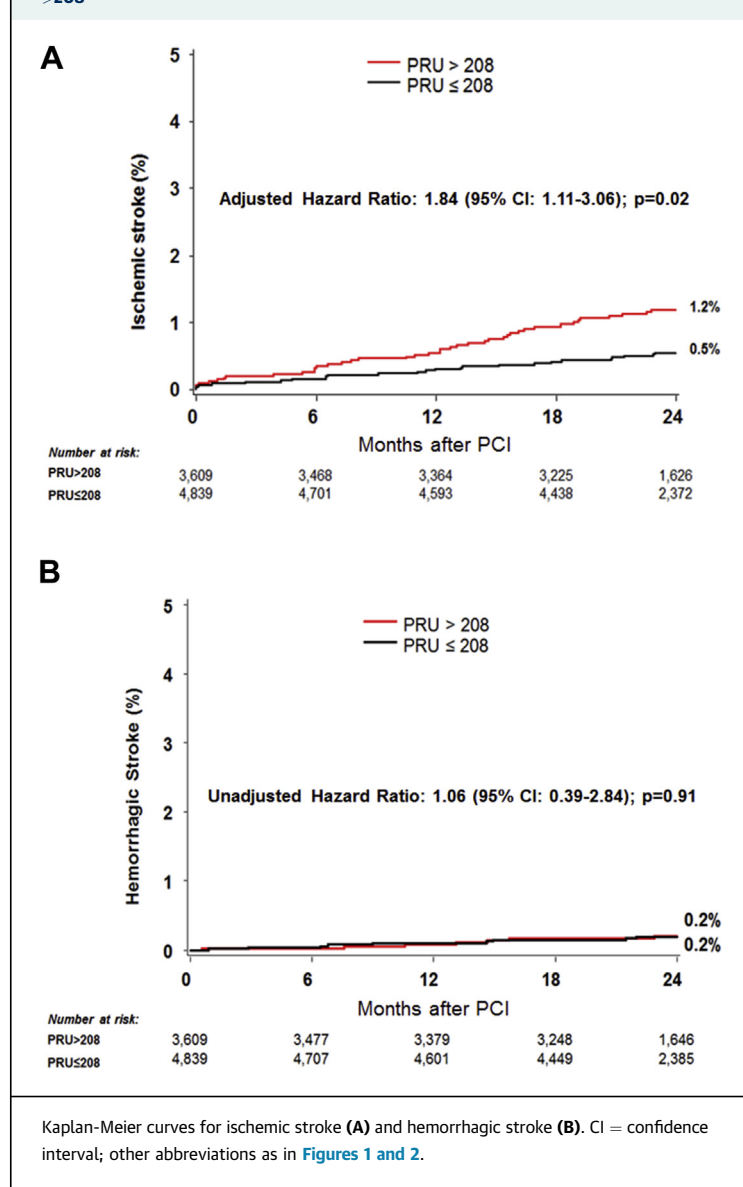 >208
A
PRU > 208
PRU ≤ 208
Adjusted Hazard Ratio: 1.84 (95% CI: 1.11-3.06); p=0.02
Ischemic stroke (%)
5
4
3
2
1
0
1.2%
0.5%
0 6 12 18 24
Months after PCI
Number at risk:
PRU>208 3,609 3,468 3,364 3,225 1,626
PRU≤208 4,839 4,701 4,593 4,438 2,372
B
PRU > 208
PRU ≤ 208
Unadjusted Hazard Ratio: 1.06 (95% CI: 0.39-2.84); p=0.91
Hemorrhagic Stroke (%)
5
4
3
2
1
0
0.2%
0.2%
0 6 12 18 24
Months after PCI
Number at risk:
PRU>208 3,609 3,477 3,379 3,248 1,646
PRU≤208 4,839 4,707 4,601 4,449 2,385
Kaplan-Meier curves for ischemic stroke (A) and hemorrhagic stroke (B). CI = confidence
interval; other abbreviations as in Figures 1 and 2.